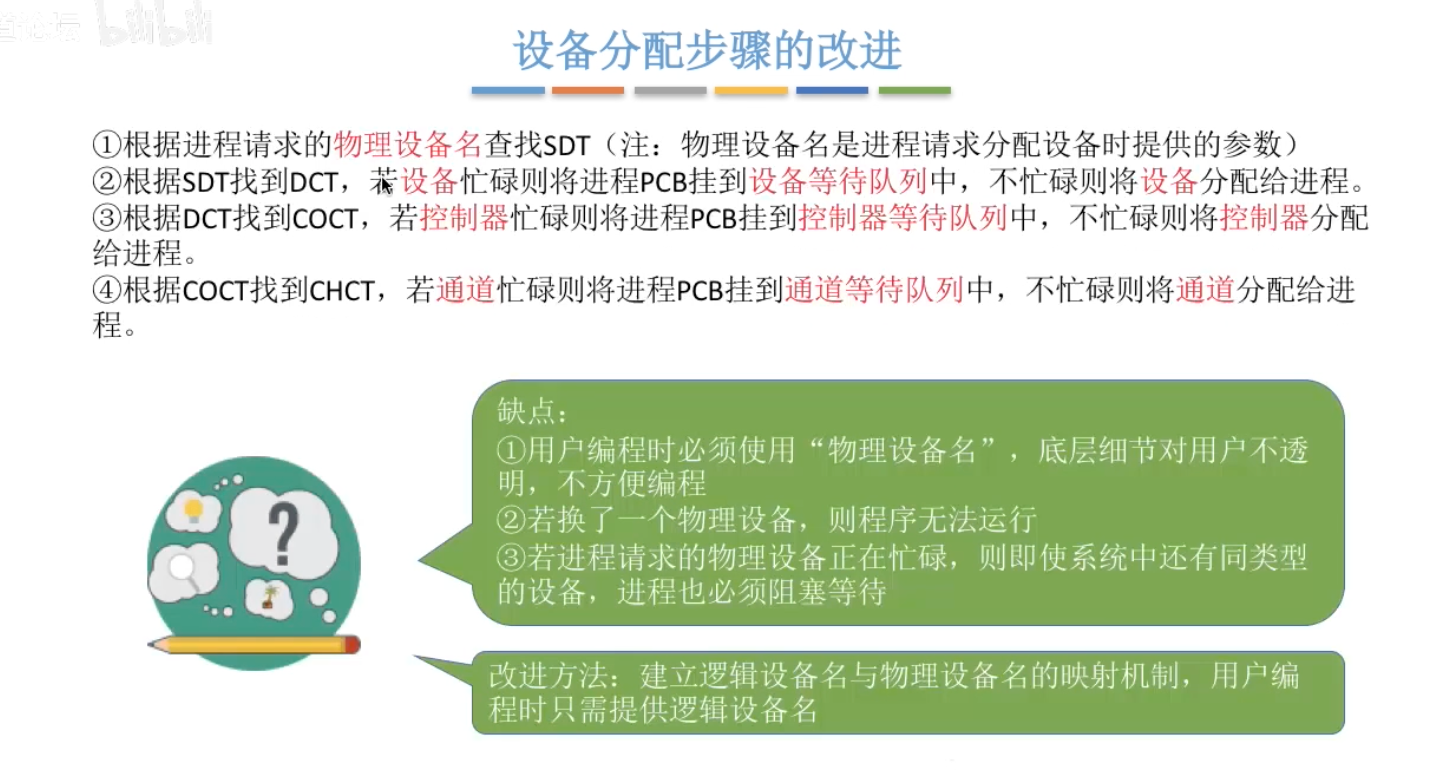 bilibili
设备分配步骤的改进
①根据进程请求的物理设备名查找SDT（注：物理设备名是进程请求分配设备时提供的参数）
②根据SDT找到DCT，若设备忙碌则将进程PCB挂到设备等待队列中，不忙碌则将设备分配给进程。
③根据DCT找到COCT，若控制器忙碌则将进程PCB挂到控制器等待队列中，不忙碌则将控制器分配
给进程。
④根据COCT找到CHCT，若通道忙碌则将进程PCB挂到通道等待队列中，不忙碌则将通道分配给进
程。
缺点：
①用户编程时必须使用“物理设备名”，底层细节对用户不透
明，不方便编程
②若换了一个物理设备，则程序无法运行
③若进程请求的物理设备正在忙碌，则即使系统中还有同类型
的设备，进程也必须阻塞等待
?
改进方法：建立逻辑设备名与物理设备名的映射机制，用户编
程时只需提供逻辑设备名